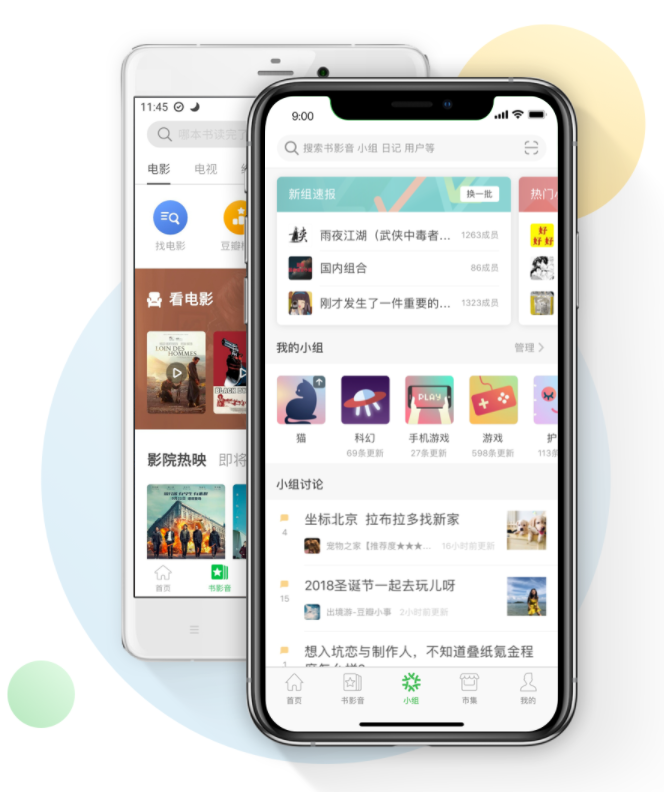 11:45
哪本书读完了
电影 电视
找电影
豆瓣
看电影
LOIN DES HOMMES
影院热映 即将
首页
书影音
9:00
搜索书影音 小组 日记 用户等
新组速报 换一批
雨夜江湖（武侠中毒者... 1263成员
国内组合 86成员
刚才发生了一件重要的... 1323成员
热门
好
好 好
我的小组 管理 >
PLAY
猫 科幻 手机游戏 游戏 护
69条更新 27条更新 598条更新 113条
小组讨论
坐标北京 拉布拉多找新家
4
宠物之家【推荐度★★★... 16小时前更新
2018圣诞节一起去玩儿呀
15
出境游-豆瓣小事 2小时前更新
想入坑恋与制作人，不知道叠纸氪金程
1
度怎么样?
首页 书影音 小组 市集 我的